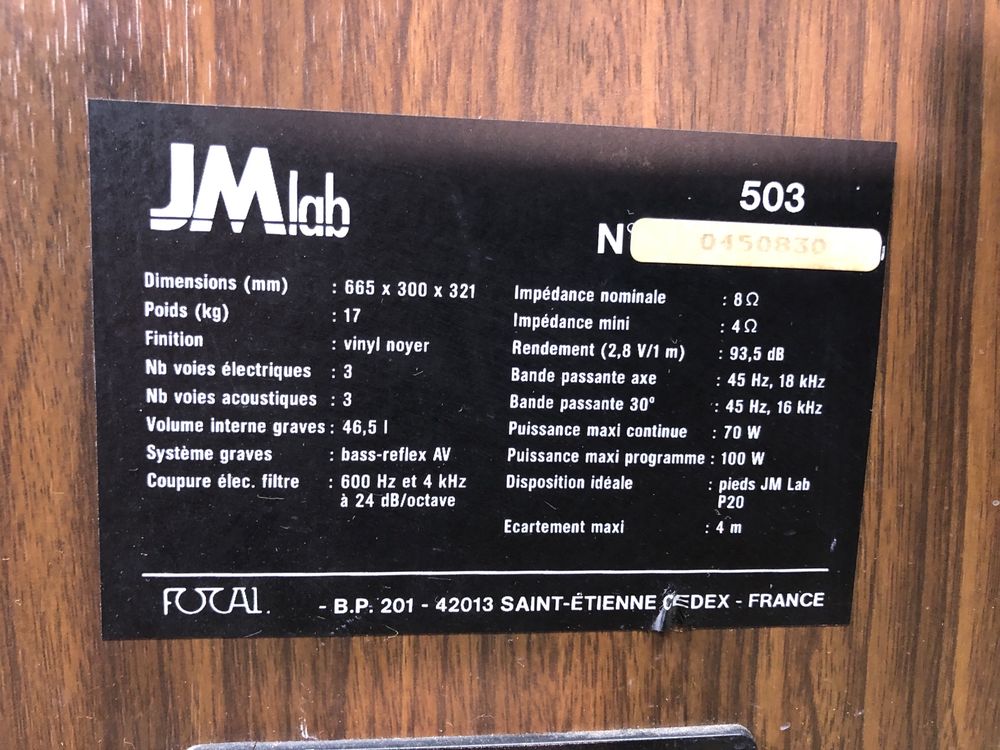 JMlab
503
N° 0450830
Dimensions (mm) : 665 x 300 x 321
Poids (kg) : 17
Finition : vinyl noyer
Nb voies électriques : 3
Nb voies acoustiques : 3
Volume interne graves : 46,5 l
Système graves : bass-reflex AV
Coupure élec. filtre : 600 Hz et 4 kHz
à 24 dB/octave
Impédance nominale : 8 Ω
Impédance mini : 4 Ω
Rendement (2,8 V/1 m) : 93,5 dB
Bande passante axe : 45 Hz, 18 kHz
Bande passante 30° : 45 Hz, 16 kHz
Puissance maxi continue : 70 W
Puissance maxi programme : 100 W
Disposition idéale : pieds JM Lab
P20
Ecartement maxi : 4 m
FOCAL. - B.P. 201 - 42013 SAINT-ÉTIENNE CEDEX - FRANCE